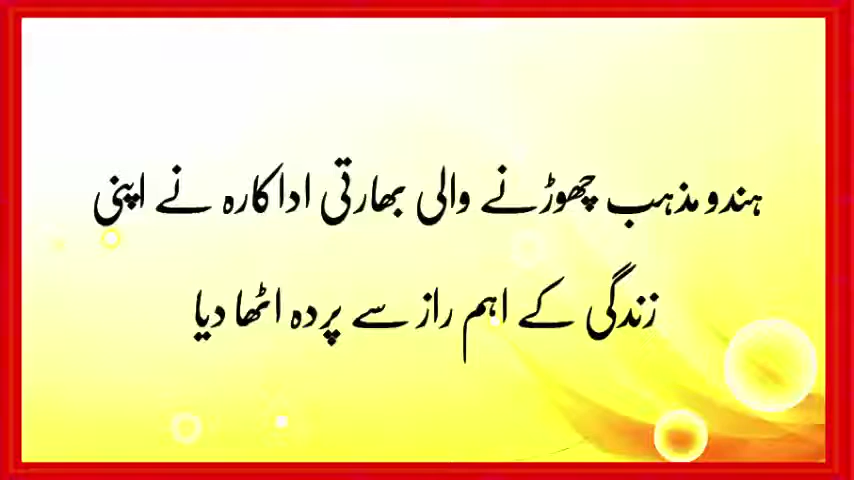 ہندو مذہب چھوڑنے والی بھارتی اداکارہ نے اپنی
زندگی کے اہم راز سے پردہ اٹھا دیا